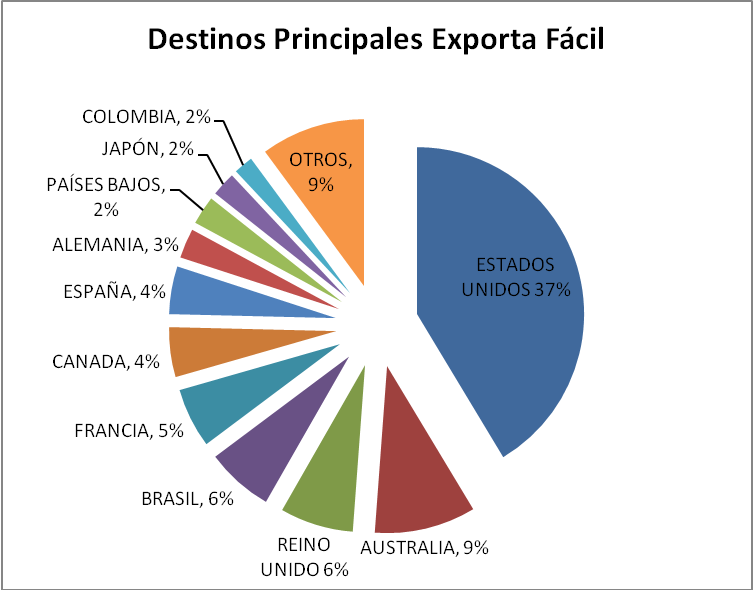 Destinos Principales Exporta Fácil
ESTADOS
UNIDOS 37%
AUSTRALIA, 9%
REINO
UNIDO 6%
BRASIL, 6%
FRANCIA, 5%
CANADA, 4%
ESPAÑA, 4%
ALEMANIA, 3%
PAÍSES BAJOS,
2%
JAPÓN, 2%
COLOMBIA, 2%
OTROS,
9%